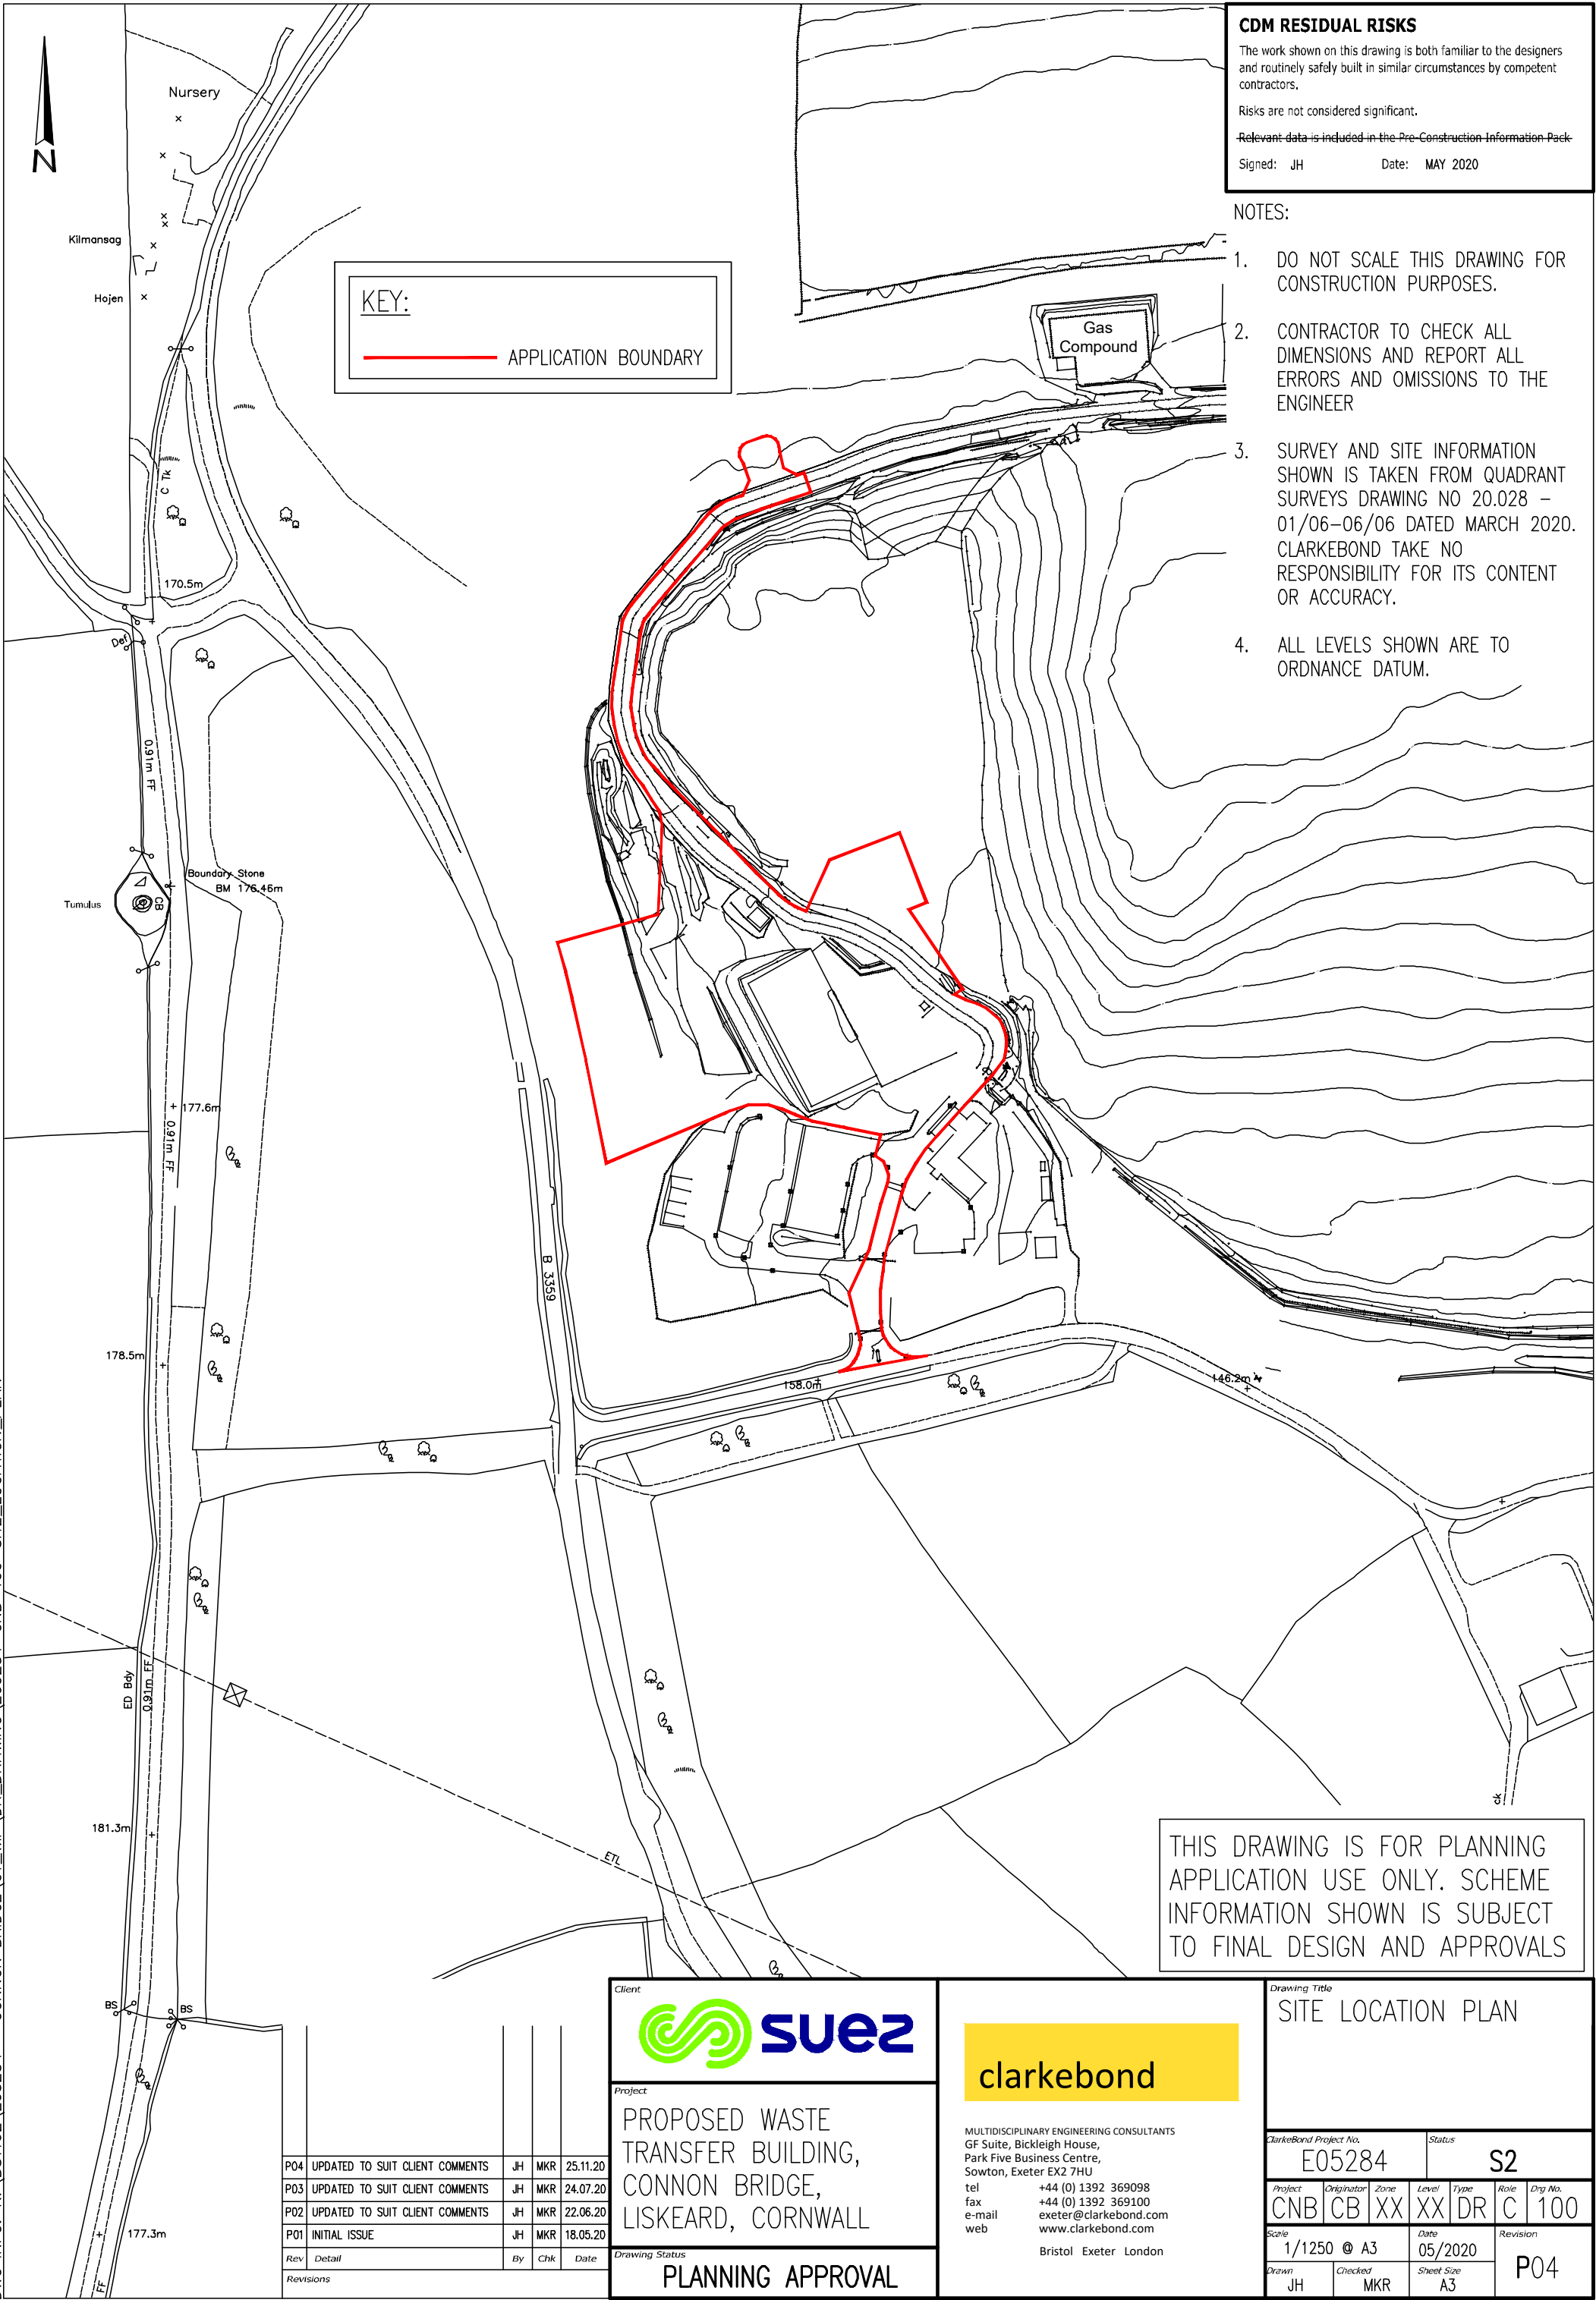 CDM RESIDUAL RISKS
The work shown on this drawing is both familiar to the designers
and routinely safely built in similar circumstances by competent
contractors.
Risks are not considered significant.
Relevant data is included in the Pre-Construction Information Pack
Signed: JH Date: MAY 2020
NOTES:
1. DO NOT SCALE THIS DRAWING FOR
CONSTRUCTION PURPOSES.
2. CONTRACTOR TO CHECK ALL
DIMENSIONS AND REPORT ALL
ERRORS AND OMISSIONS TO THE
ENGINEER
3. SURVEY AND SITE INFORMATION
SHOWN IS TAKEN FROM QUADRANT
SURVEYS DRAWING NO 20.028 –
01/06–06/06 DATED MARCH 2020.
CLARKEBOND TAKE NO
RESPONSIBILITY FOR ITS CONTENT
OR ACCURACY.
4. ALL LEVELS SHOWN ARE TO
ORDNANCE DATUM.
N
Nursery
Kilmansag
Hojen
KEY:
APPLICATION BOUNDARY
Gas
Compound
C Tk
170.5m
Def
0.91m FF
Boundary Stone
BM 176.46m
Tumulus
CB
177.6m
0.91m FF
B 3359
178.5m
158.0m
146.2m
ED Bdy
0.91m FF
181.3m
ETL
BS
BS
177.3m
FF
THIS DRAWING IS FOR PLANNING
APPLICATION USE ONLY. SCHEME
INFORMATION SHOWN IS SUBJECT
TO FINAL DESIGN AND APPROVALS
P04 UPDATED TO SUIT CLIENT COMMENTS JH MKR 25.11.20
P03 UPDATED TO SUIT CLIENT COMMENTS JH MKR 24.07.20
P02 UPDATED TO SUIT CLIENT COMMENTS JH MKR 22.06.20
P01 INITIAL ISSUE JH MKR 18.05.20
Rev Detail By Chk Date
Revisions
Client
suez
Project
PROPOSED WASTE
TRANSFER BUILDING,
CONNON BRIDGE,
LISKEARD, CORNWALL
Drawing Status
PLANNING APPROVAL
clarkebond
MULTIDISCIPLINARY ENGINEERING CONSULTANTS
GF Suite, Bickleigh House,
Park Five Business Centre,
Sowton, Exeter EX2 7HU
tel +44 (0) 1392 369098
fax +44 (0) 1392 369100
e-mail exeter@clarkebond.com
web www.clarkebond.com
Bristol Exeter London
Drawing Title
SITE LOCATION PLAN
ClarkeBond Project No. Status
E05284 S2
Project Originator Zone Level Type Role Drg No.
CNB CB XX XX DR C 100
Scale Date Revision
1/1250 @ A3 05/2020 P04
Drawn Checked Sheet Size
JH MKR A3